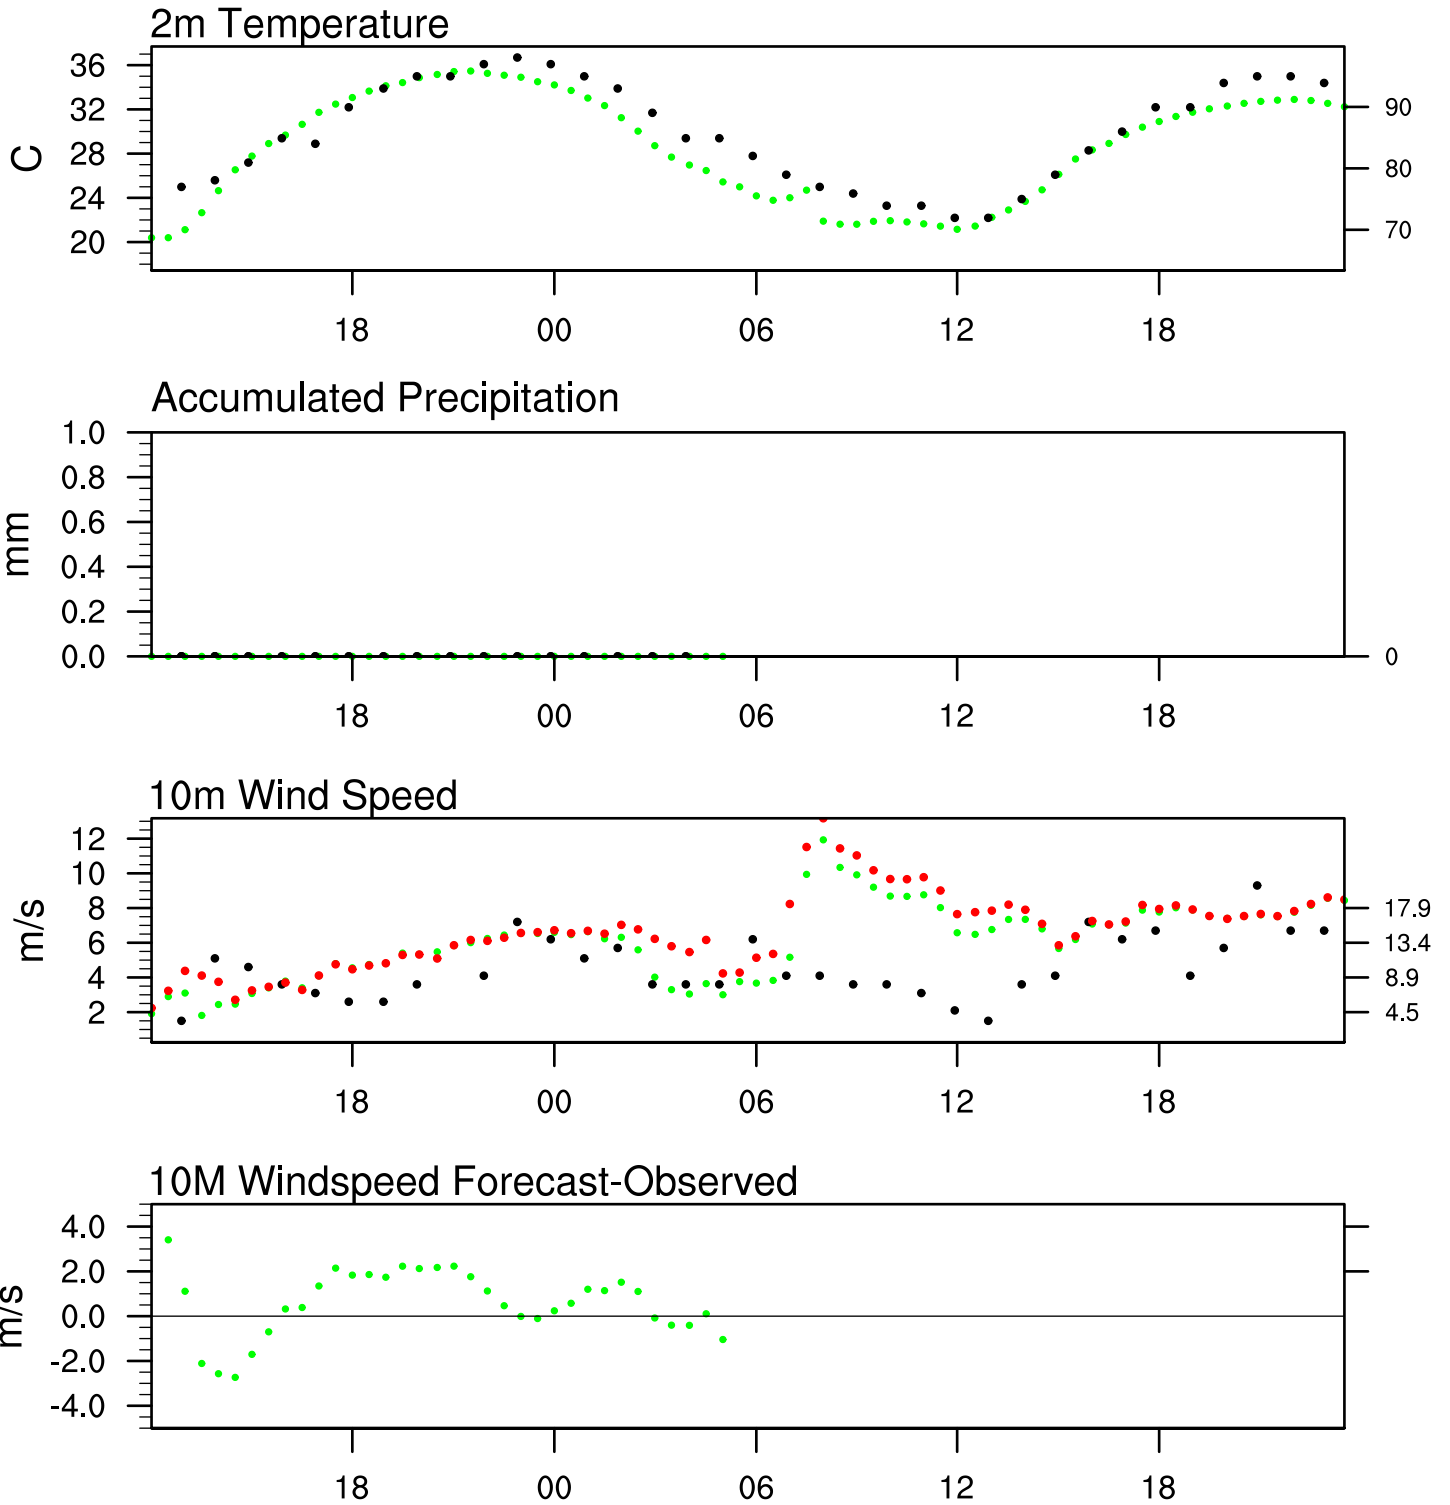 2m Temperature
36
32
28
24
20
C
90
80
70
18 00 06 12 18
Accumulated Precipitation
1.0
0.8
0.6
0.4
0.2
0.0
mm
0
18 00 06 12 18
10m Wind Speed
12
10
8
6
4
2
m/s
17.9
13.4
8.9
4.5
18 00 06 12 18
10M Windspeed Forecast-Observed
4.0
2.0
0.0
-2.0
-4.0
m/s
18 00 06 12 18